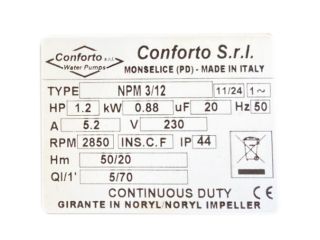 Conforto s.r.l.
Water Pumps
Conforto S.r.l.
MONSELICE (PD) - MADE IN ITALY
TYPE NPM 3/12 11/24 1~
HP 1.2 kW 0.88 uF 20 Hz 50
A 5.2 V 230
RPM 2850 INS.C.F IP 44
Hm 50/20
Ql/1' 5/70
CONTINUOUS DUTY CE
GIRANTE IN NORYL/NORYL IMPELLER